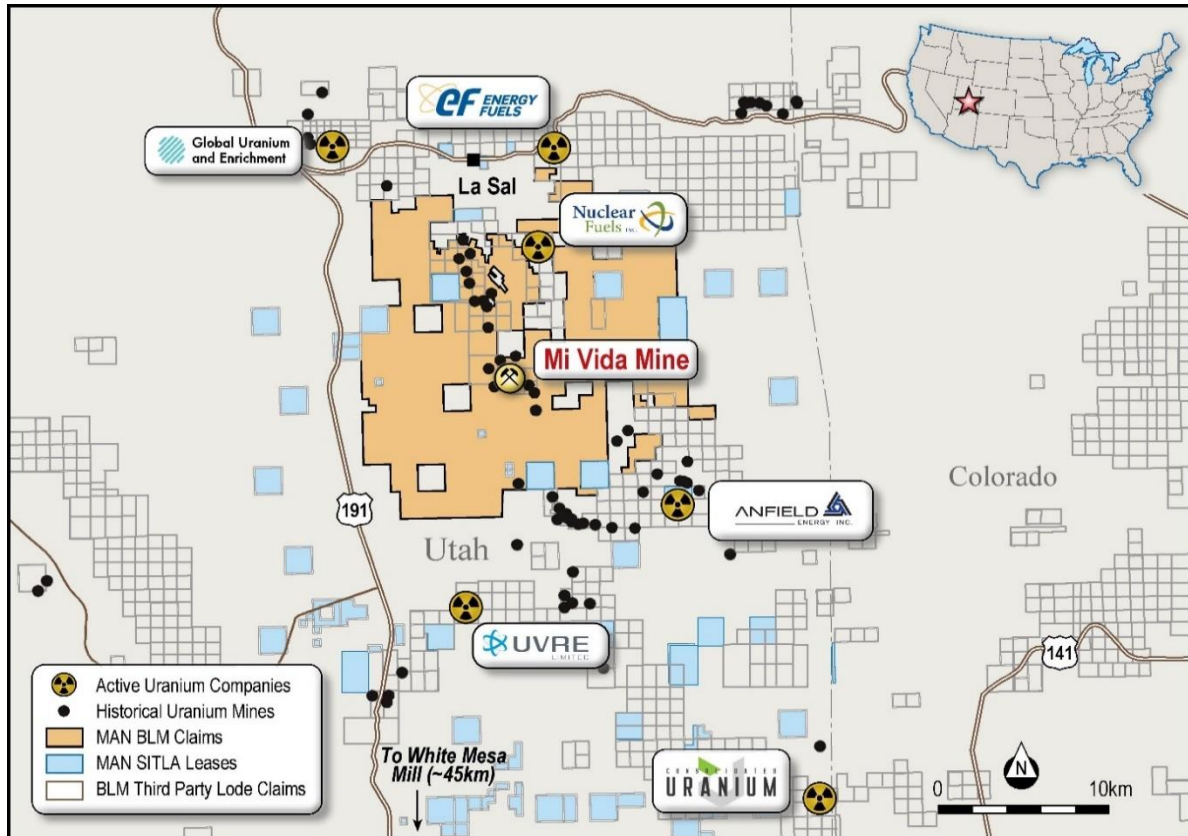 ef ENERGY
FUELS
Global Uranium
and Enrichment
La Sal
Nuclear
Fuels INC.
Mi Vida Mine
Colorado
191
ANFIELD
ENERGY INC.
Utah
UVRE
LIMITED
141
Active Uranium Companies
Historical Uranium Mines
MAN BLM Claims
MAN SITLA Leases
BLM Third Party Lode Claims
To White Mesa
Mill (~45km)
CONSOLIDATED
URANIUM
N
0 10km